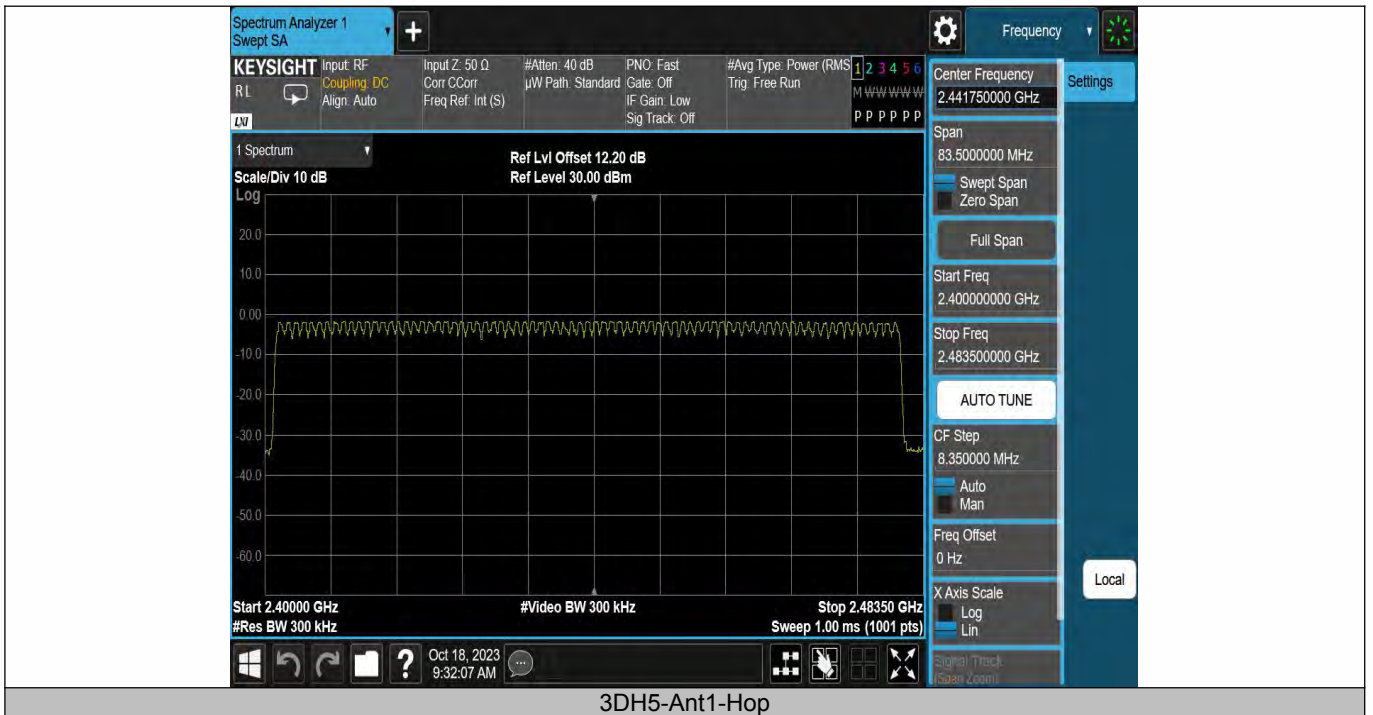 Spectrum Analyzer 1
Swept SA
+
Frequency
KEYSIGHT
RL
LXI
Input: RF
Coupling: DC
Align: Auto
Input Z: 50 Ω
Corr CCorr
Freq Ref: Int (S)
#Atten: 40 dB
µW Path: Standard
PNO: Fast
Gate: Off
IF Gain: Low
Sig Track: Off
#Avg Type: Power (RMS
Trig: Free Run
1 2 3 4 5 6
M W W W W W
P P P P P P
Center Frequency
2.441750000 GHz
Settings
Span
83.5000000 MHz
Swept Span
Zero Span
Full Span
Start Freq
2.400000000 GHz
Stop Freq
2.483500000 GHz
AUTO TUNE
CF Step
8.350000 MHz
Auto
Man
Freq Offset
0 Hz
X Axis Scale
Log
Lin
Signal Track
(Span Zoom)
Local
1 Spectrum
Scale/Div 10 dB
Ref Lvl Offset 12.20 dB
Ref Level 30.00 dBm
Log
20.0
10.0
0.00
-10.0
-20.0
-30.0
-40.0
-50.0
-60.0
Start 2.40000 GHz
#Res BW 300 kHz
#Video BW 300 kHz
Stop 2.48350 GHz
Sweep 1.00 ms (1001 pts)
?
Oct 18, 2023
9:32:07 AM
3DH5-Ant1-Hop